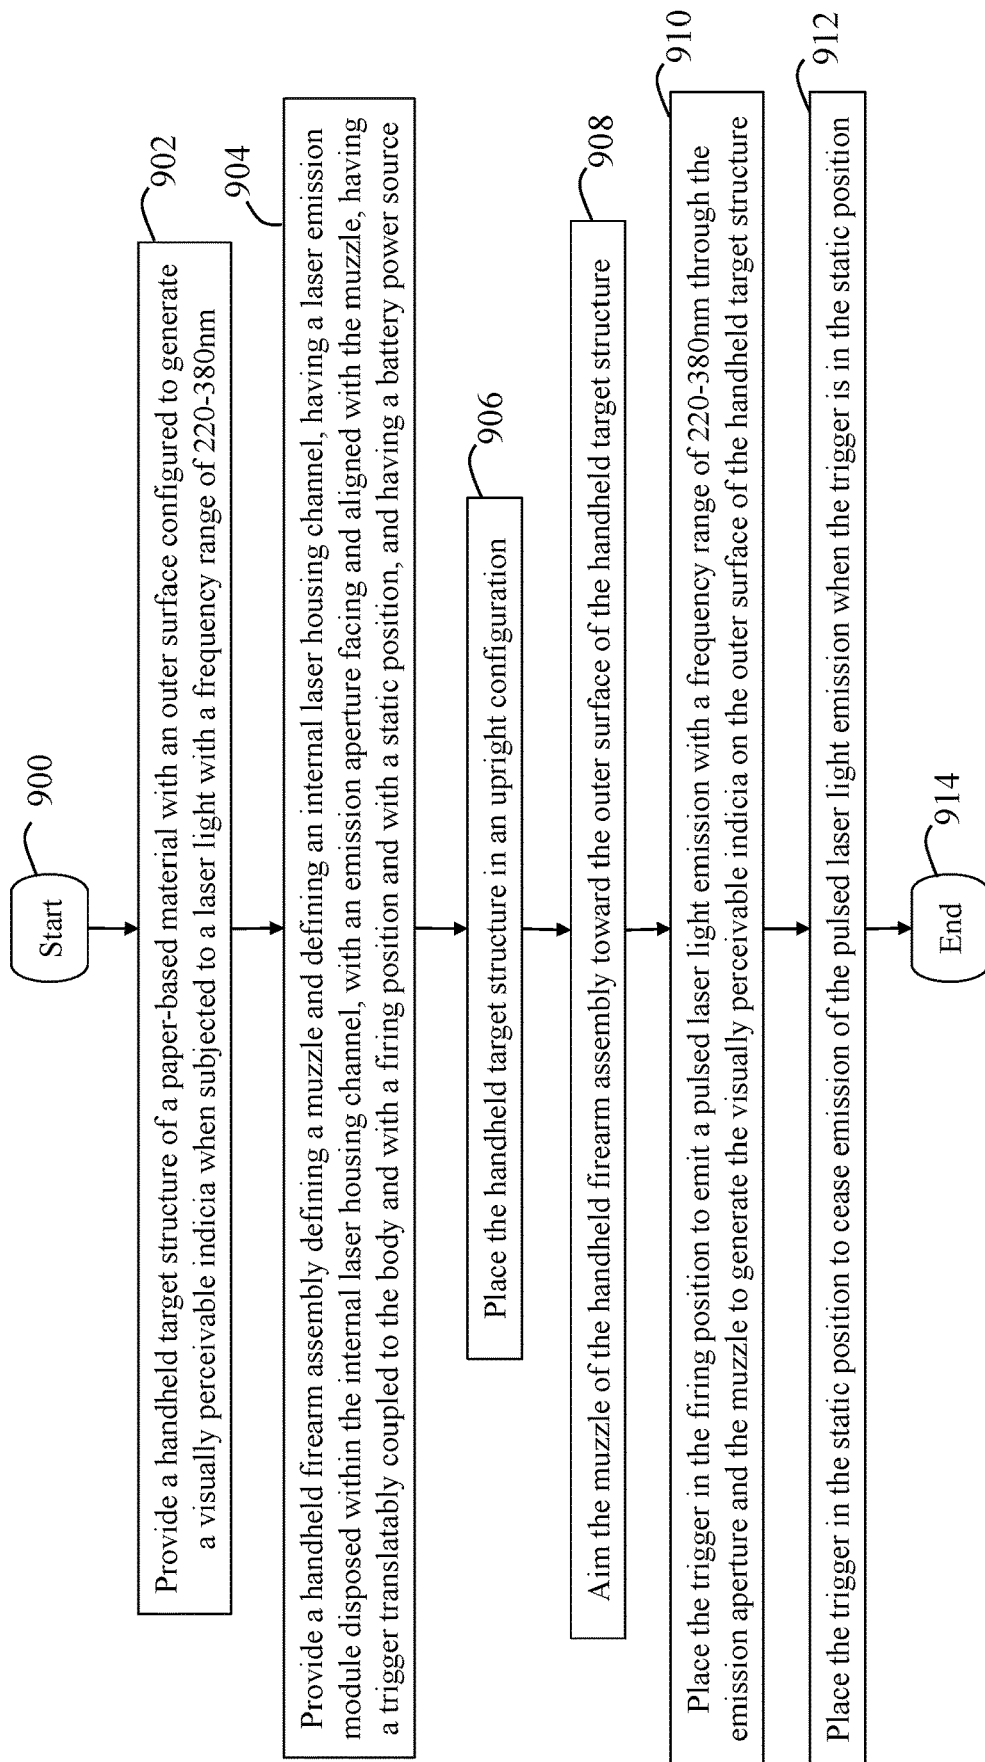 Start
900
Provide a handheld target structure of a paper-based material with an outer surface configured to generate
a visually perceivable indicia when subjected to a laser light with a frequency range of 220-380nm
902
Provide a handheld firearm assembly defining a muzzle and defining an internal laser housing channel, having a laser emission
module disposed within the internal laser housing channel, with an emission aperture facing and aligned with the muzzle, having
a trigger translatably coupled to the body and with a firing position and with a static position, and having a battery power source
904
Place the handheld target structure in an upright configuration
906
Aim the muzzle of the handheld firearm assembly toward the outer surface of the handheld target structure
908
Place the trigger in the firing position to emit a pulsed laser light emission with a frequency range of 220-380nm through the
emission aperture and the muzzle to generate the visually perceivable indicia on the outer surface of the handheld target structure
910
Place the trigger in the static position to cease emission of the pulsed laser light emission when the trigger is in the static position
912
End
914